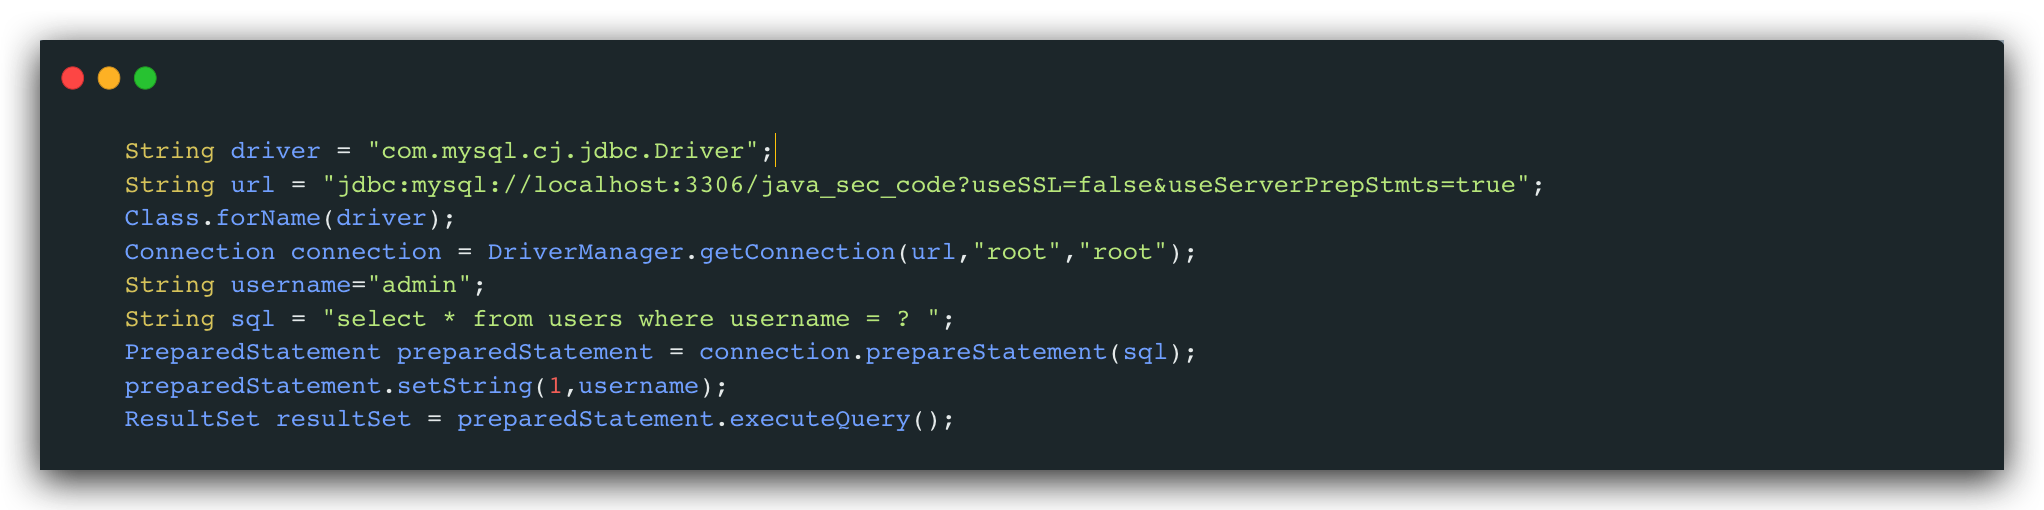 String driver = "com.mysql.cj.jdbc.Driver";
String url = "jdbc:mysql://localhost:3306/java_sec_code?useSSL=false&useServerPrepStmts=true";
Class.forName(driver);
Connection connection = DriverManager.getConnection(url,"root","root");
String username="admin";
String sql = "select * from users where username = ? ";
PreparedStatement preparedStatement = connection.prepareStatement(sql);
preparedStatement.setString(1,username);
ResultSet resultSet = preparedStatement.executeQuery();